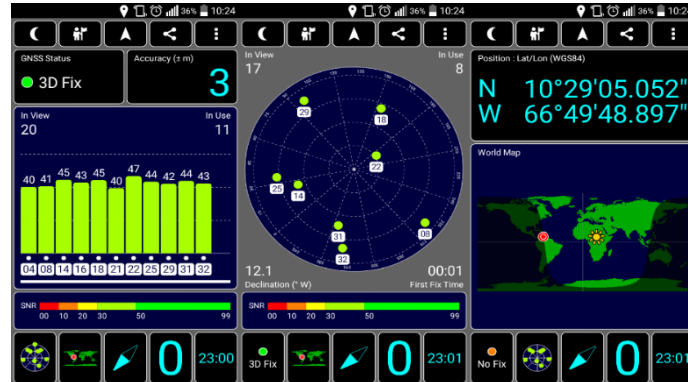 36% 10:24
GNSS Status
3D Fix
Accuracy (± m)
3
In View
20
In Use
11
40 41 45 43 45 40 47 44 42 44 43
04 08 14 16 18 21 22 25 29 31 32
SNR
00 10 20 30 50 99
0
23:00
36% 10:24
In View
17
In Use
8
29
18
22
25
14
31
32
08
12.1
Declination (° W)
00:01
First Fix Time
SNR
00 10 20 30 50 99
3D Fix
0
23:01
36% 10:24
Position : Lat/Lon (WGS84)
N 10°29'05.052"
W 66°49'48.897"
World Map
No Fix
0
23:01